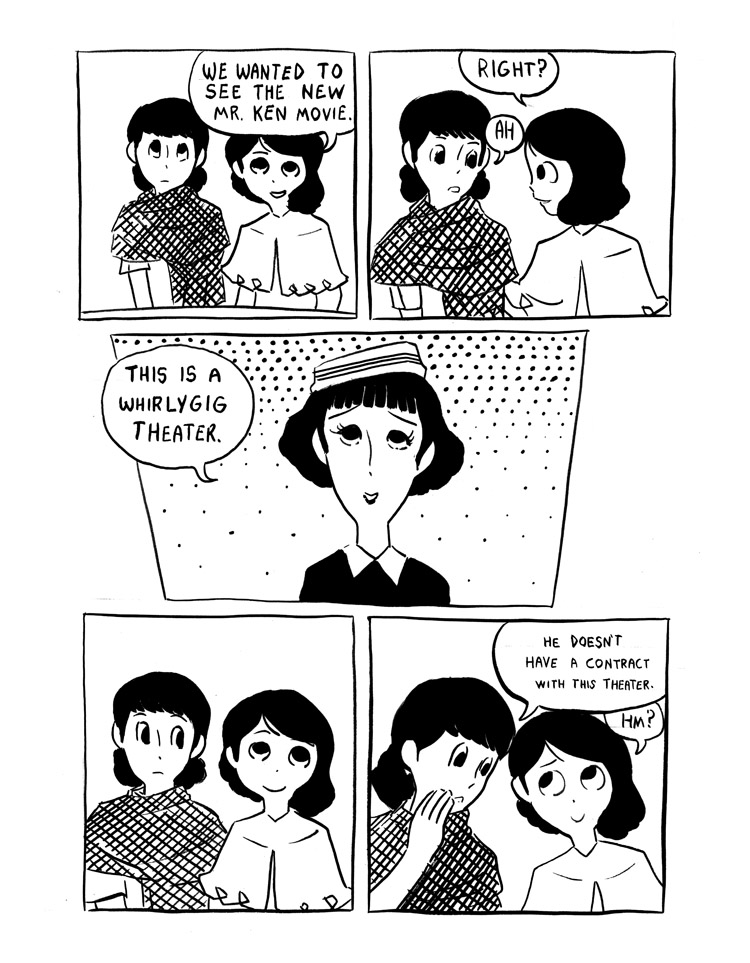 WE WANTED TO
SEE THE NEW
MR. KEN MOVIE.
RIGHT?
AH
THIS IS A
WHIRLYGIG
THEATER.
HE DOESN'T
HAVE A CONTRACT
WITH THIS THEATER.
HM?